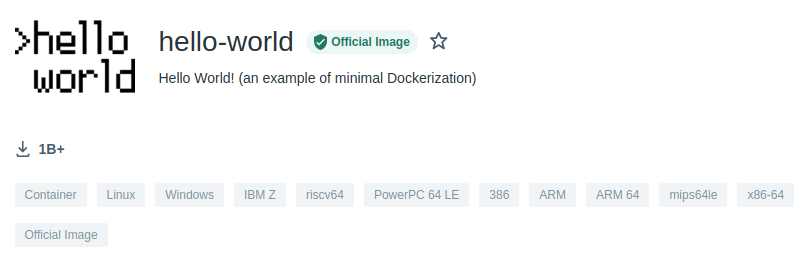 >hello
world
hello-world Official Image
Hello World! (an example of minimal Dockerization)
1B+
Container Linux Windows IBM Z riscv64 PowerPC 64 LE 386 ARM ARM 64 mips64le x86-64
Official Image